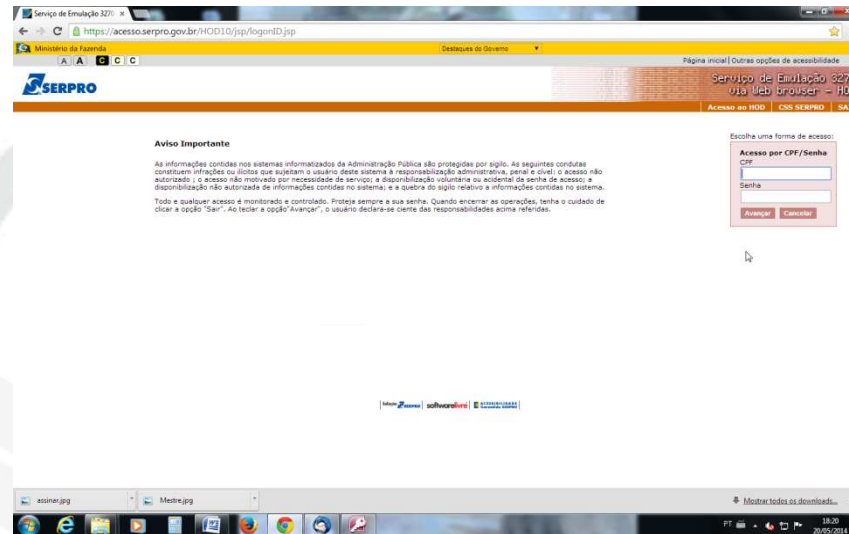 Serviço de Emulação 3270 ×
https://acesso.serpro.gov.br/HOD10/jsp/logonID.jsp
Ministério da Fazenda
Destaques do Governo
A A C C C
Página inicial | Outras opções de acessibilidade
SERPRO
Serviço de Emulação 327
via Web browser - HO
Acesso ao HOD | CSS SERPRO | SA
Escolha uma forma de acesso:
Acesso por CPF/Senha
CPF
Senha
Avançar Cancelar
Aviso Importante
As informações contidas nos sistemas informatizados da Administração Pública são protegidas por sigilo. As seguintes condutas
constituem infrações ou ilícitos que sujeitam o usuário deste sistema à responsabilização administrativa, penal e cível: o acesso não
autorizado ; o acesso não motivado por necessidade de serviço; a disponibilização voluntária ou acidental da senha de acesso; a
disponibilização não autorizada de informações contidas no sistema; e a quebra do sigilo relativo a informações contidas no sistema.
Todo e qualquer acesso é monitorado e controlado. Proteja sempre a sua senha. Quando encerrar as operações, tenha o cuidado de
clicar a opção "Sair". Ao teclar a opção"Avançar", o usuário declara-se ciente das responsabilidades acima referidas.
Solução SERPRO softwarelivre
assinar.jpg
Mestre.jpg
Mostrar todos os downloads...
PT
18:20
20/05/2014